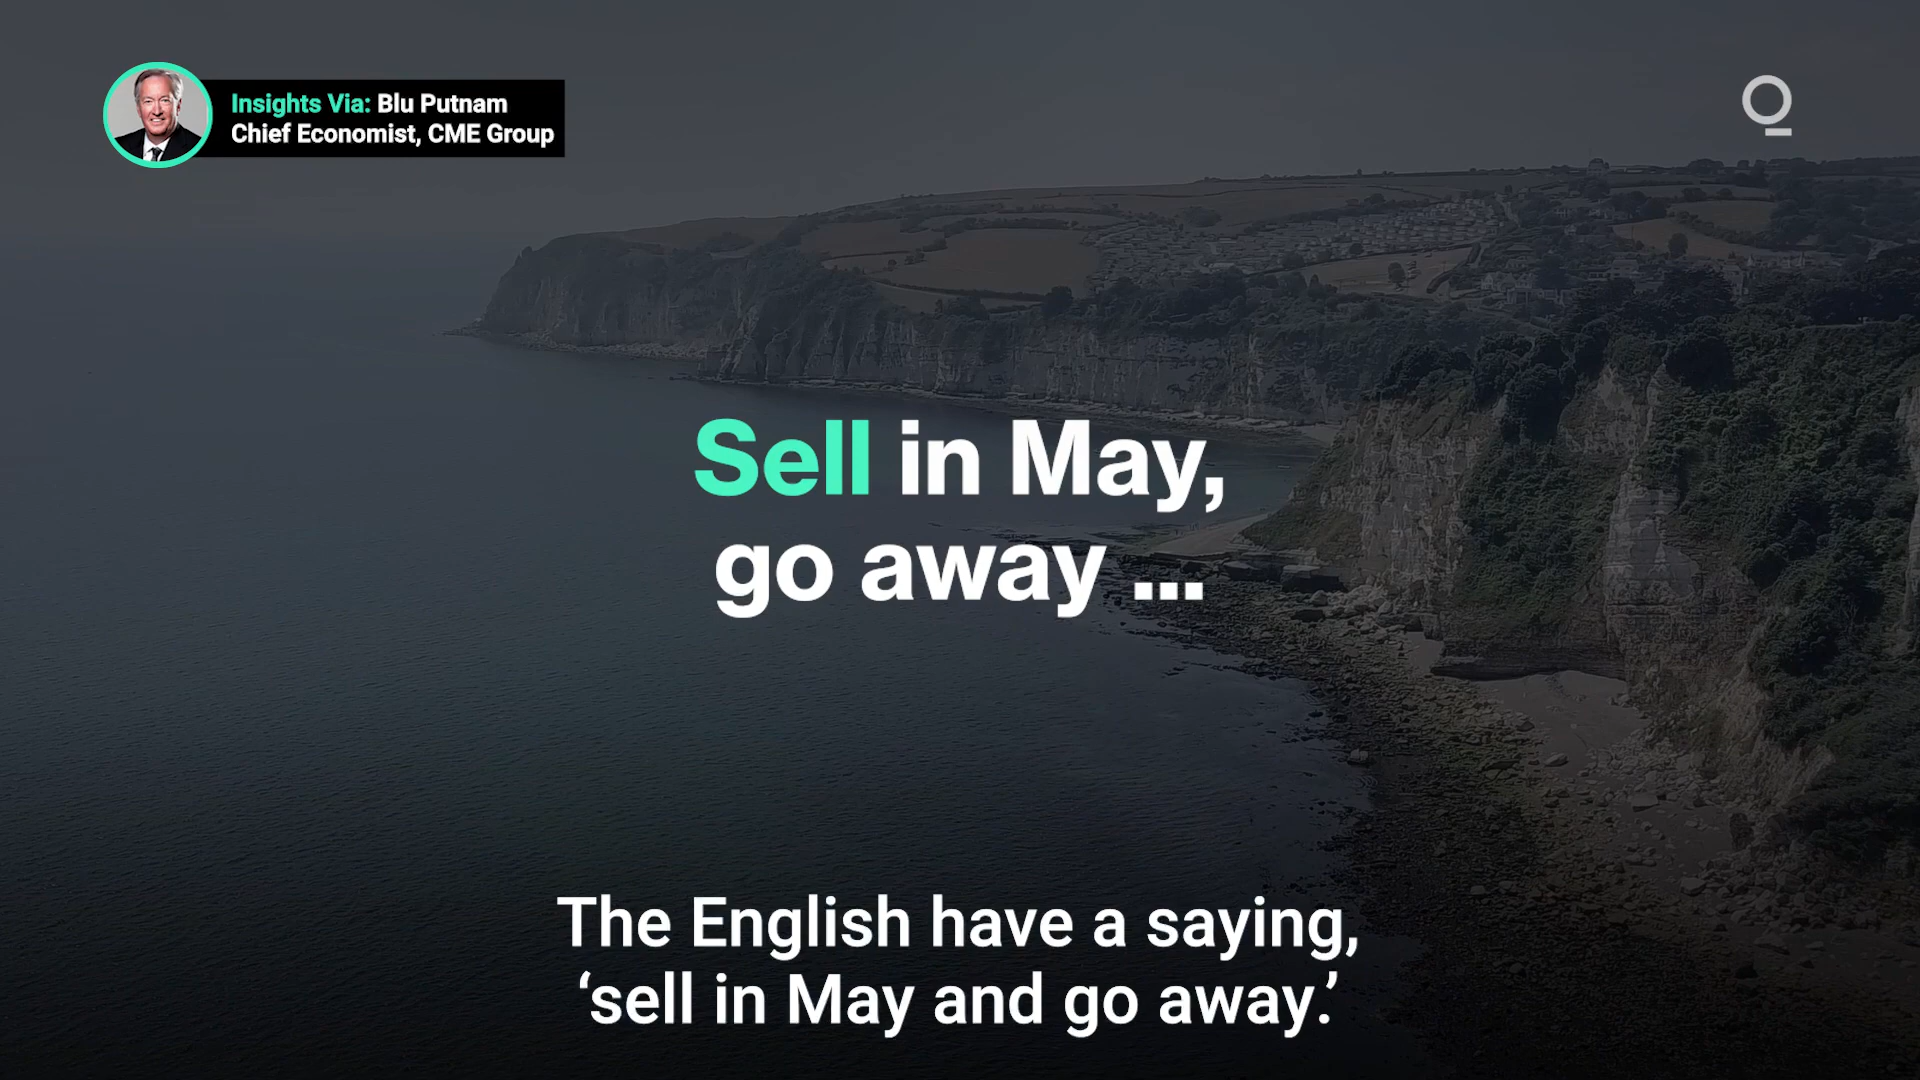 Insights Via: Blu Putnam
Chief Economist, CME Group
Sell in May,
go away ...
The English have a saying,
‘sell in May and go away.’